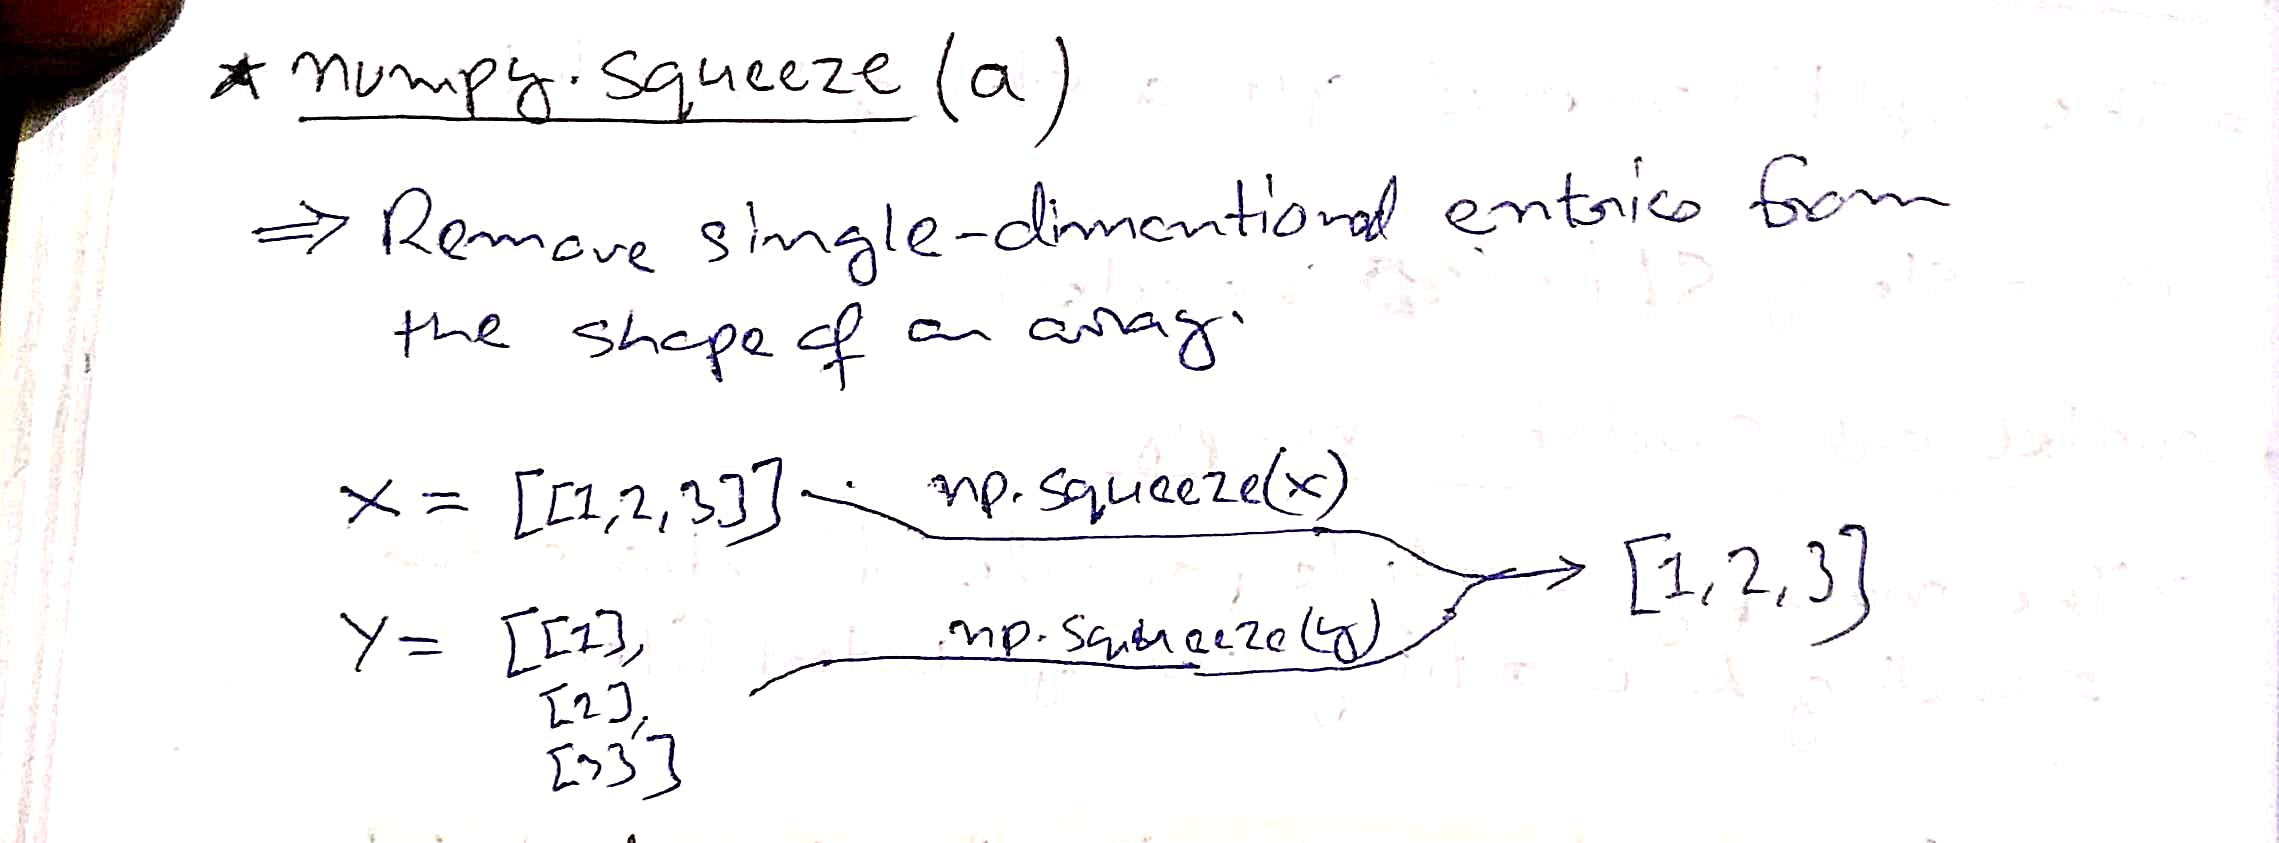 * numpy.squeeze (a)
⇒ Remove single-dimentional entries from
the shape of an array.
X = [[1,2,3]] np.squeeze(x)
→ [1,2,3]
Y = [[1], np.squeeze(y)
[2],
[3]]